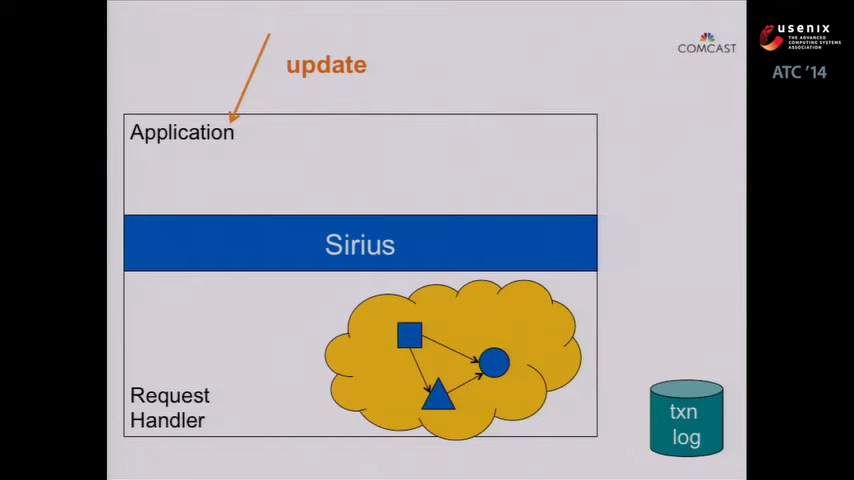 update
COMCAST
usenix
THE ADVANCED
COMPUTING SYSTEMS
ASSOCIATION
ATC '14
Application
Sirius
Request
Handler
txn
log